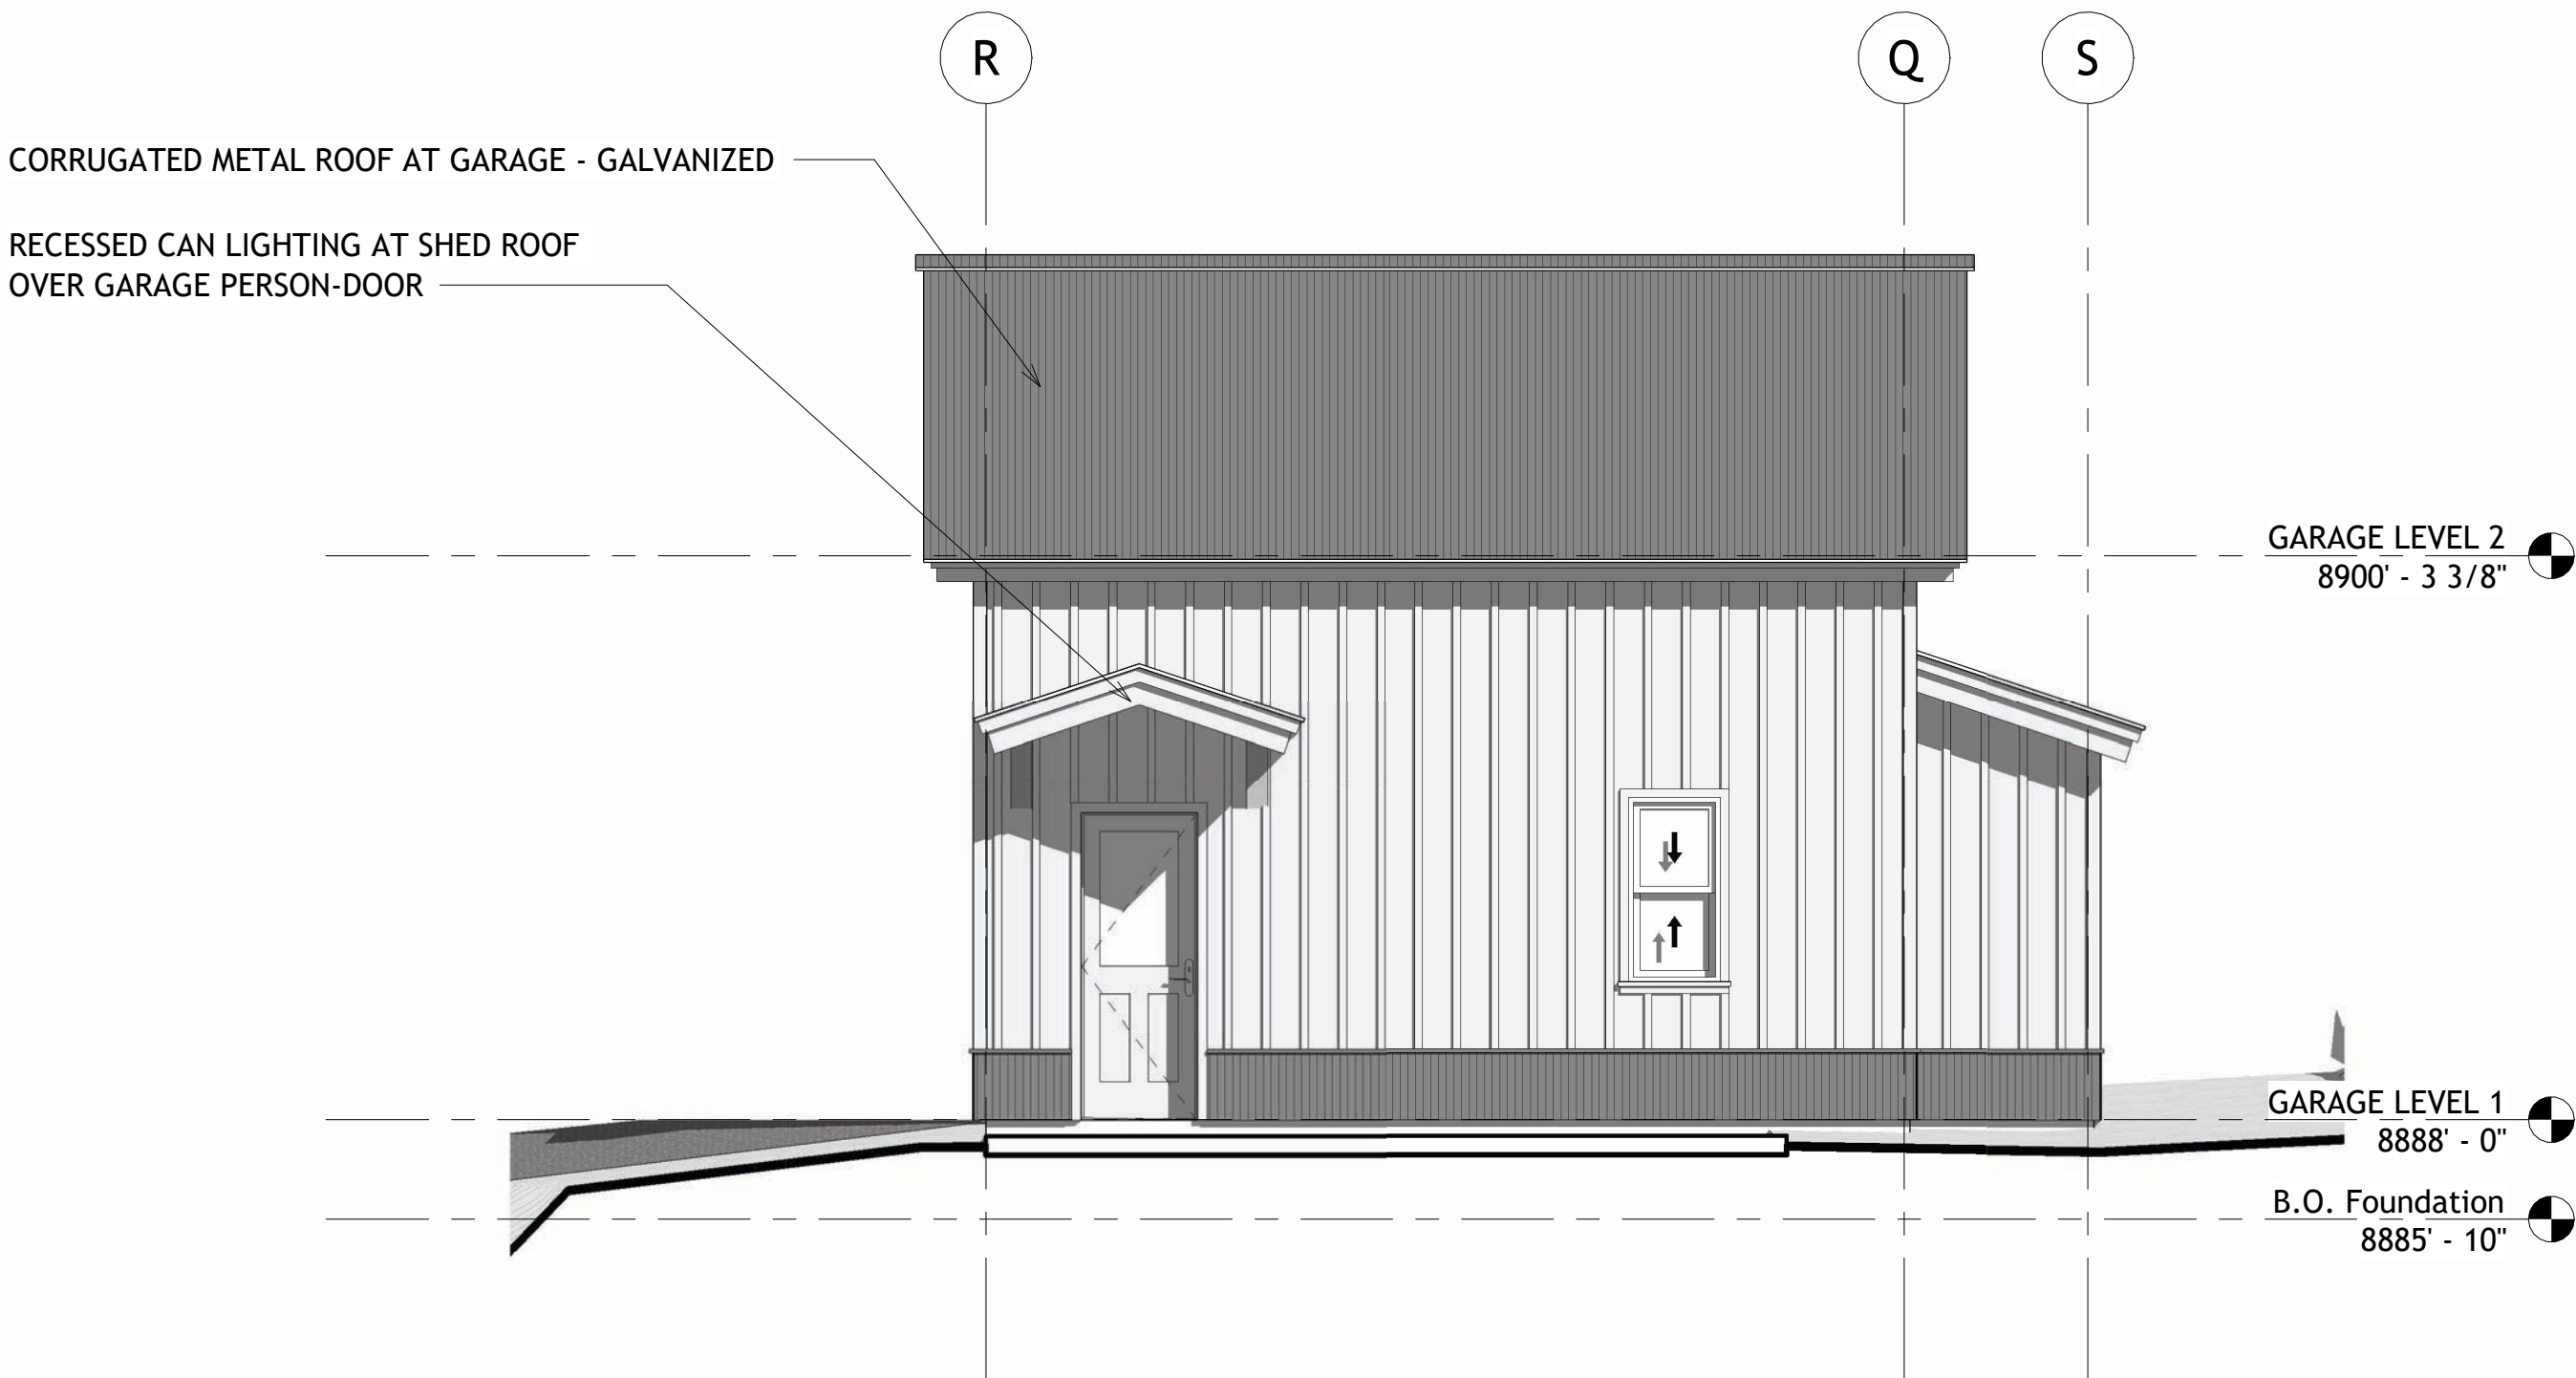 R
Q
S
CORRUGATED METAL ROOF AT GARAGE - GALVANIZED
RECESSED CAN LIGHTING AT SHED ROOF
OVER GARAGE PERSON-DOOR
GARAGE LEVEL 2
8900' - 3 3/8"
GARAGE LEVEL 1
8888' - 0"
B.O. Foundation
8885' - 10"